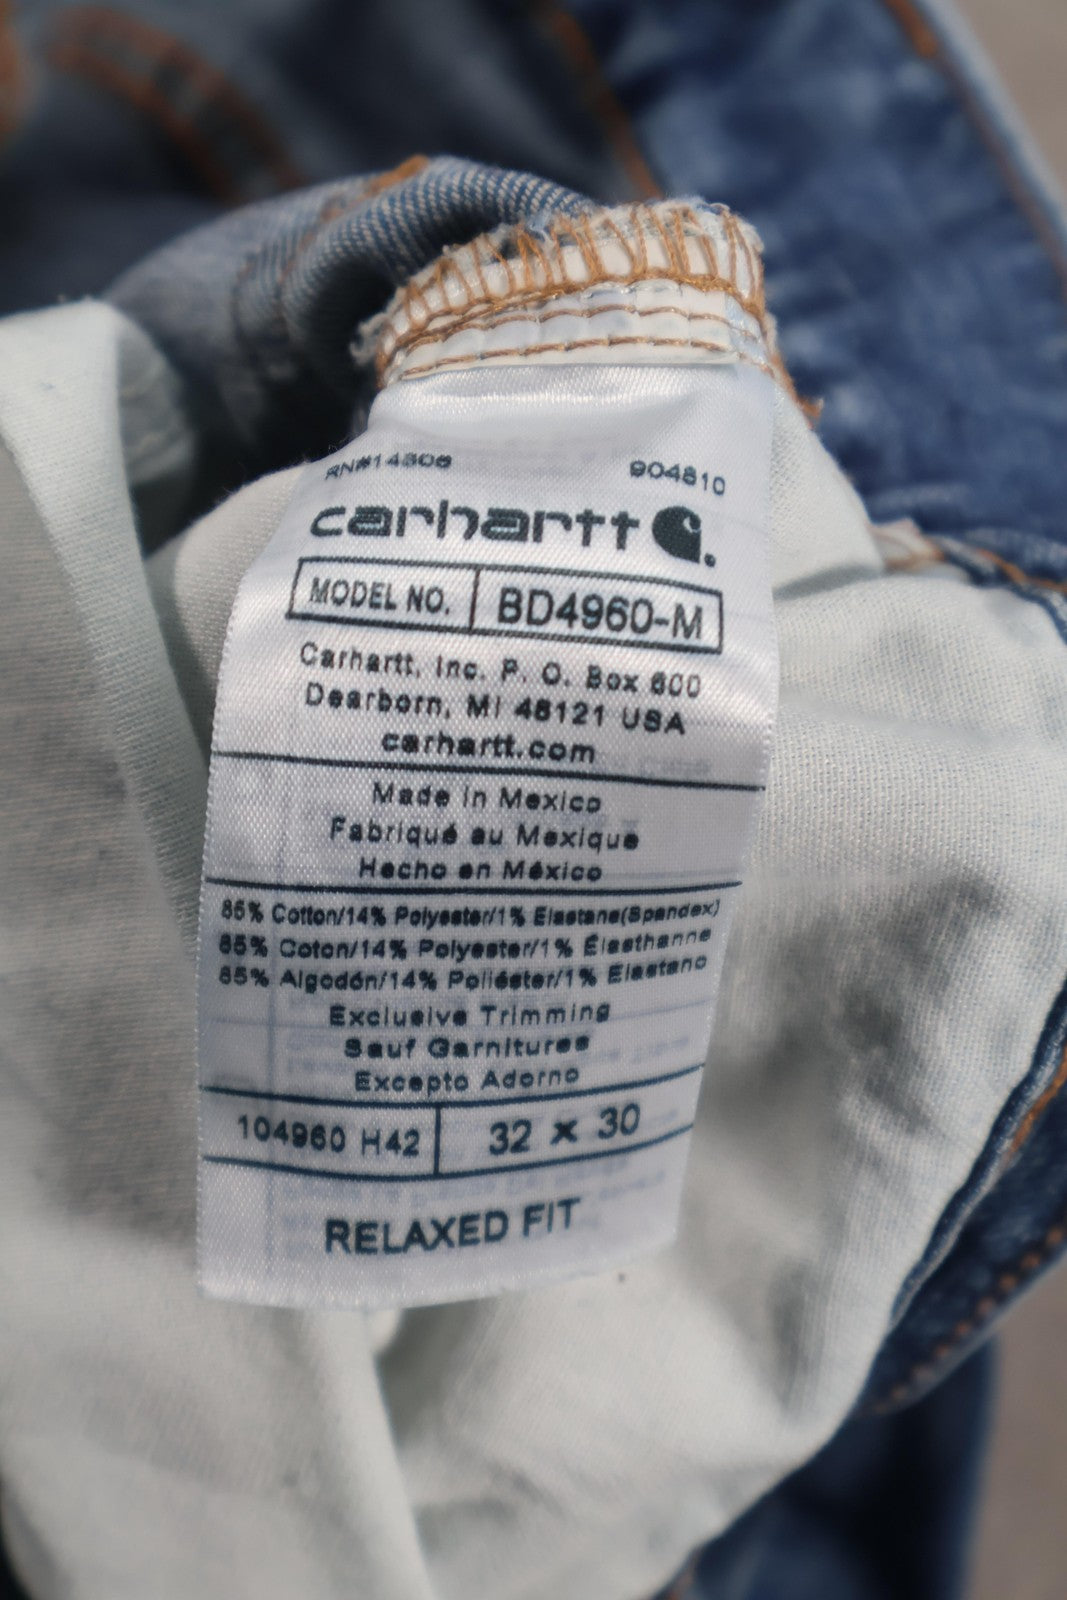 RN#14806 904810
carhartt
MODEL NO. BD4960-M
Carhartt, Inc. P. O. Box 600
Dearborn, MI 48121 USA
carhartt.com
Made in Mexico
Fabriqué au Mexique
Hecho en México
85% Cotton/14% Polyester/1% Elastane(Spandex)
85% Coton/14% Polyester/1% Élasthanne
85% Algodón/14% Poliéster/1% Elastano
Exclusive Trimming
Sauf Garnitures
Excepto Adorno
104960 H42 32 x 30
RELAXED FIT